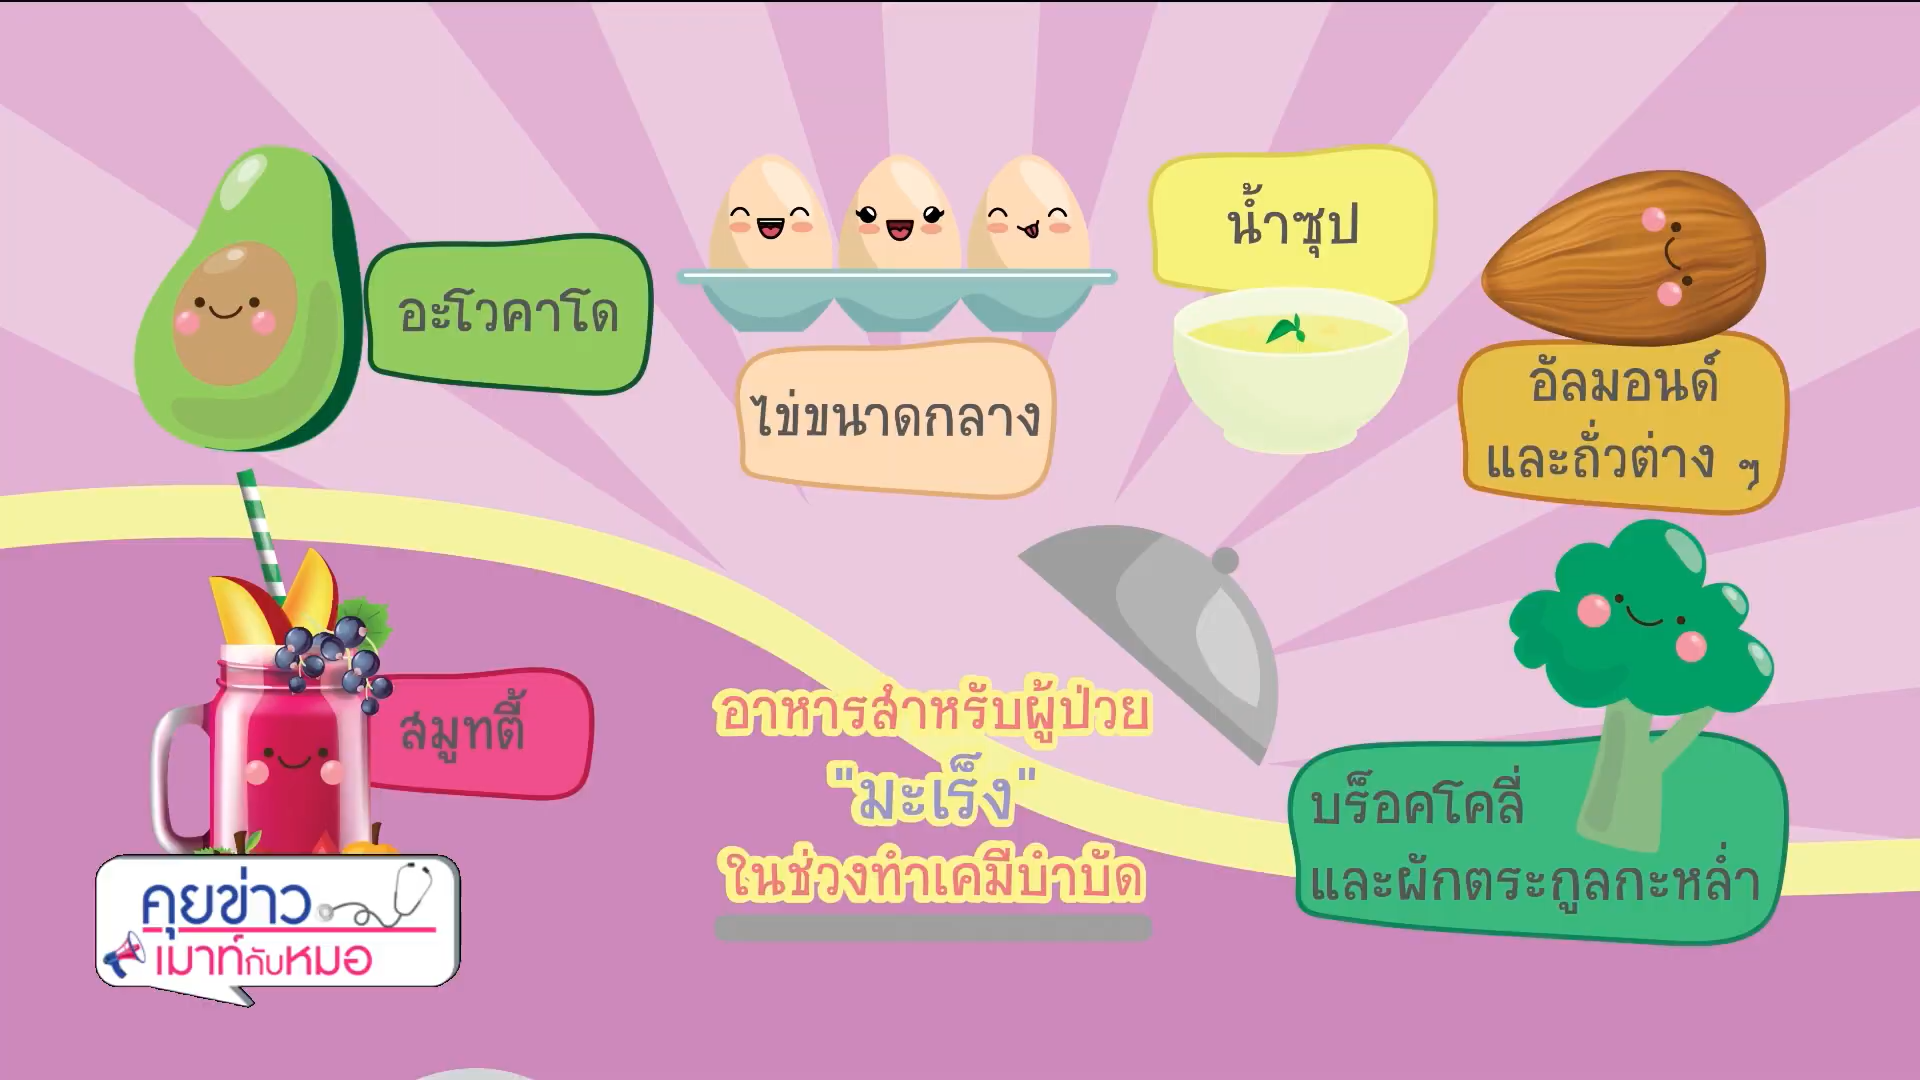 อะโวคาโด
ไข่ขนาดกลาง
น้ำซุป
อัลมอนด์
และถั่วต่าง ๆ
สมูทตี้
อาหารสำหรับผู้ป่วย
"มะเร็ง"
ในช่วงทำเคมีบำบัด
บร็อคโคลี่
และผักตระกูลกะหล่ำ
คุยข่าว
เมาท์กับหมอ